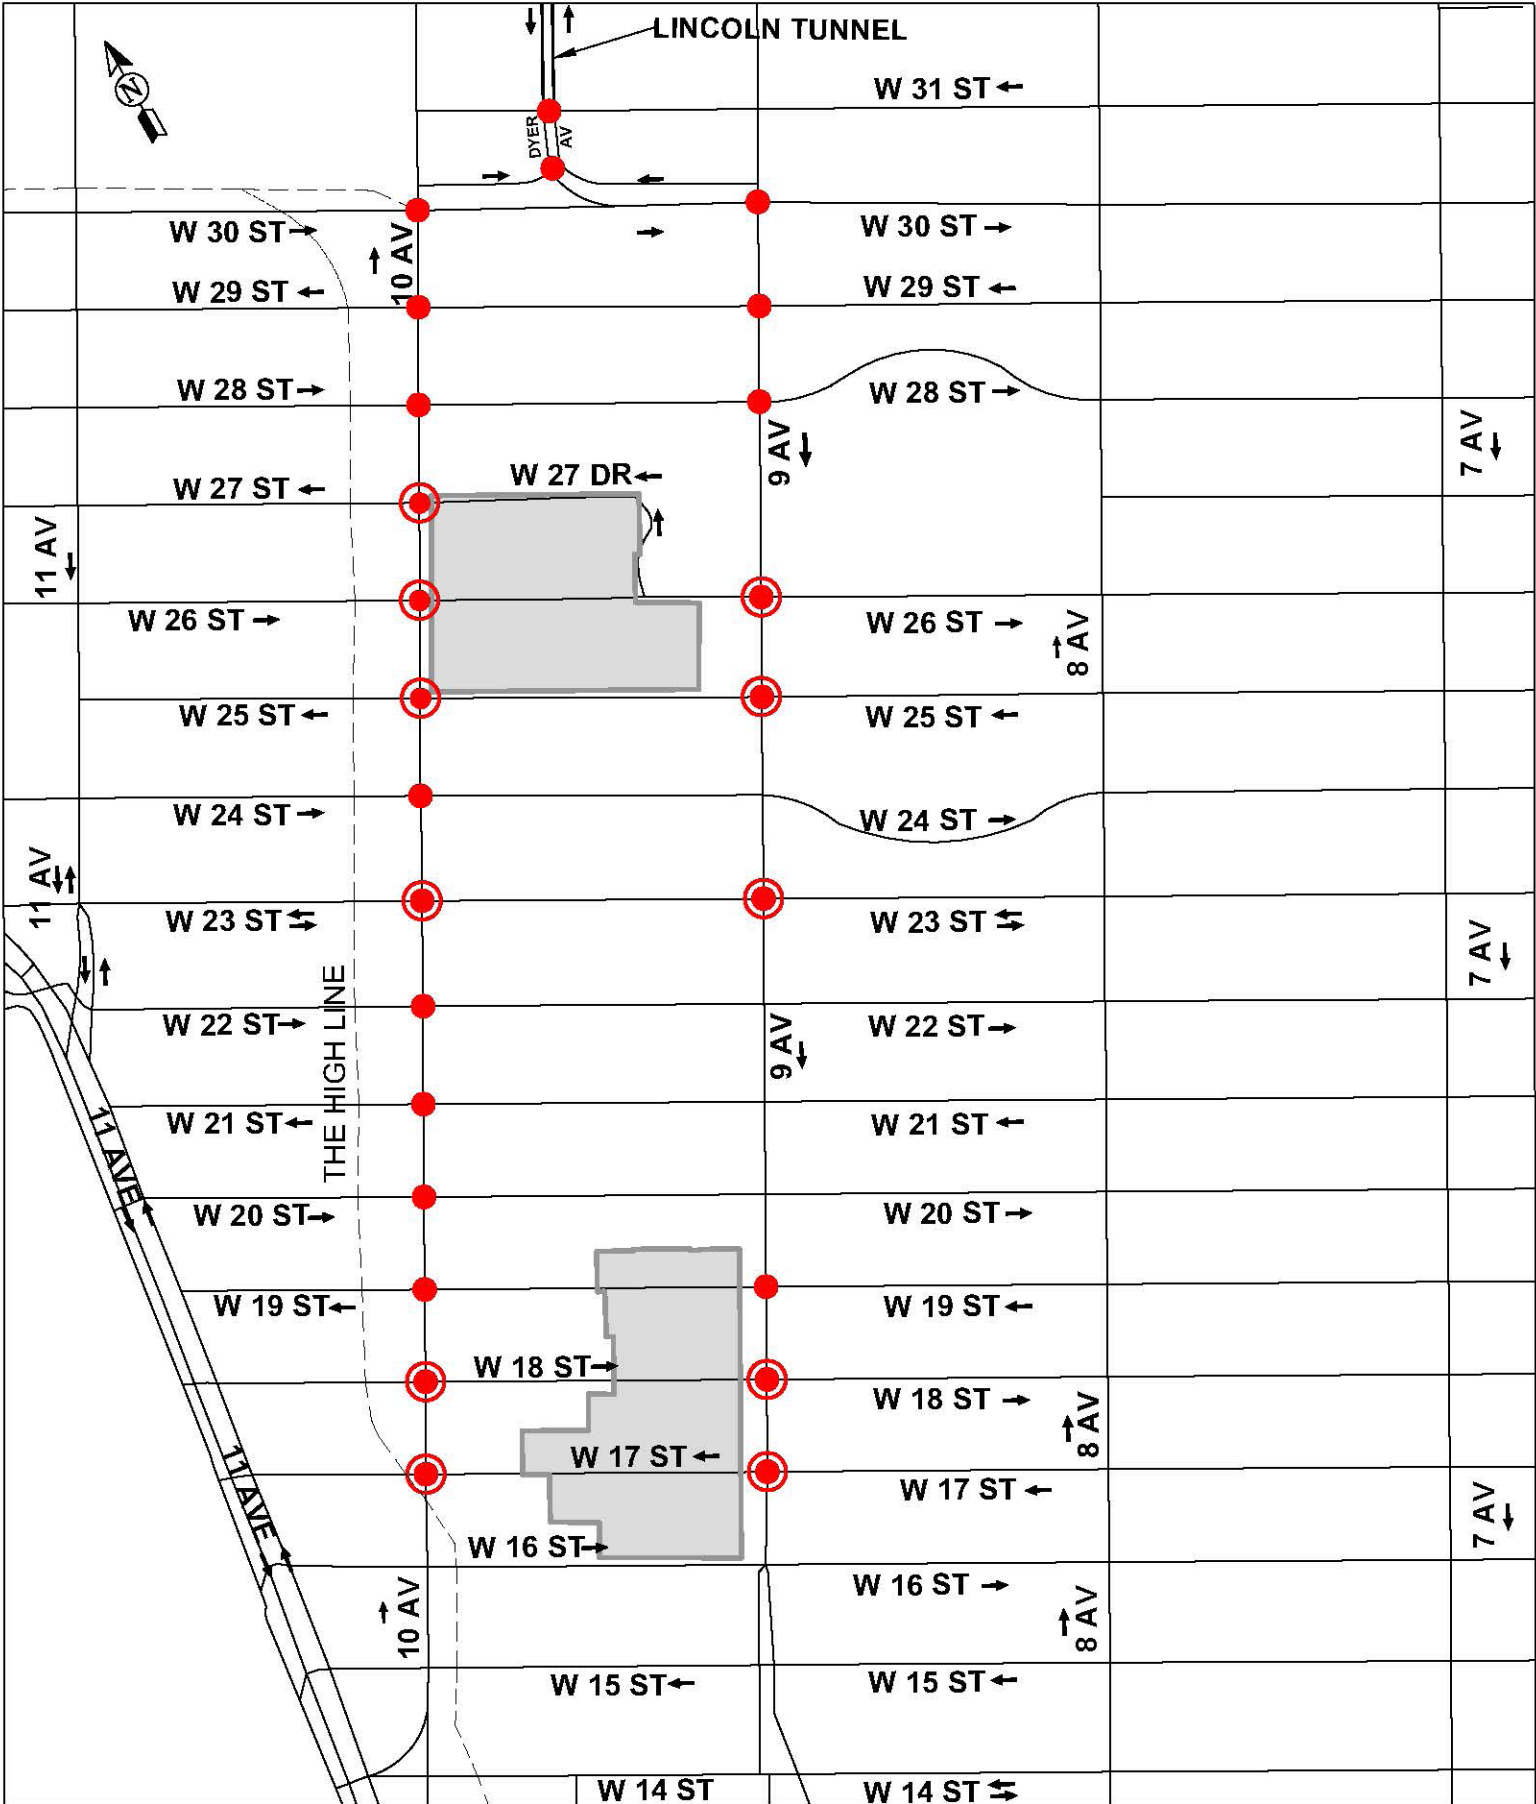 LINCOLN TUNNEL
W 31 ST
N
DYER
AV
W 30 ST
W 30 ST
10 AV
W 29 ST
W 29 ST
W 28 ST
W 28 ST
9 AV
7 AV
W 27 DR
W 27 ST
11 AV
W 26 ST
W 26 ST
8 AV
W 25 ST
W 25 ST
W 24 ST
W 24 ST
11 AV
W 23 ST
W 23 ST
7 AV
THE HIGH LINE
W 22 ST
W 22 ST
9 AV
11 AVE
W 21 ST
W 21 ST
W 20 ST
W 20 ST
W 19 ST
W 19 ST
W 18 ST
W 18 ST
8 AV
W 17 ST
W 17 ST
11 AVE
7 AV
W 16 ST
W 16 ST
10 AV
8 AV
W 15 ST
W 15 ST
W 14 ST
W 14 ST